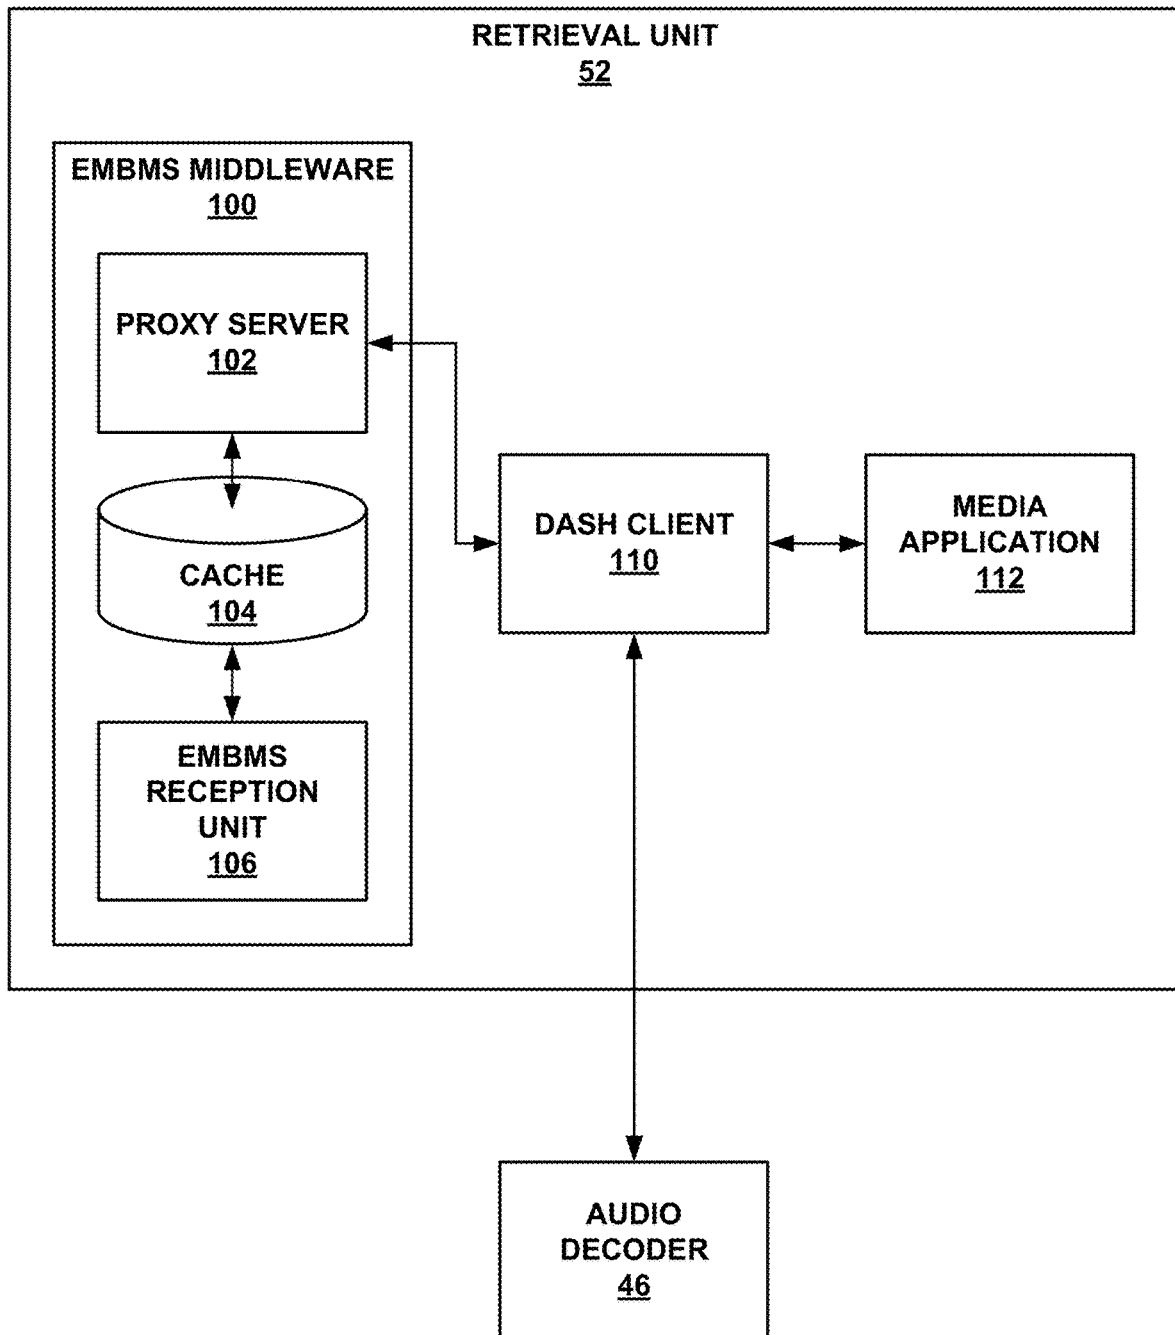 RETRIEVAL UNIT
52
EMBMS MIDDLEWARE
100
PROXY SERVER
102
CACHE
104
EMBMS
RECEPTION
UNIT
106
DASH CLIENT
110
MEDIA
APPLICATION
112
AUDIO
DECODER
46